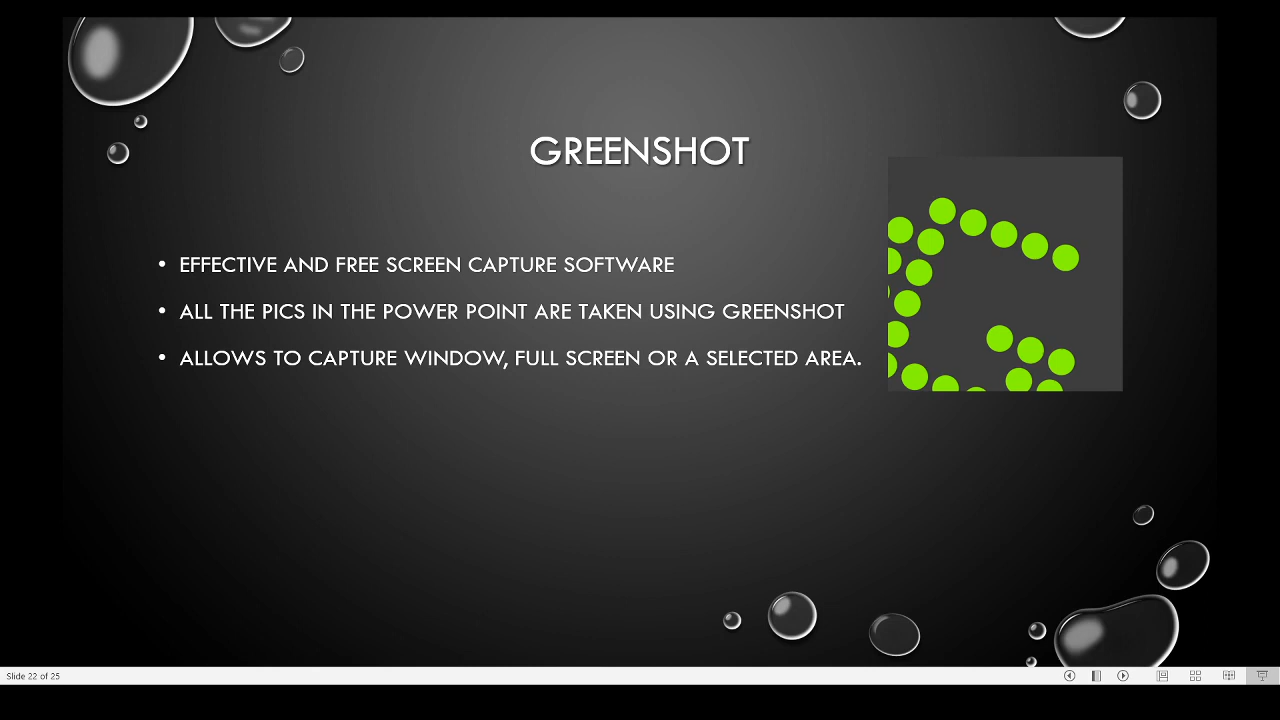 GREENSHOT
• EFFECTIVE AND FREE SCREEN CAPTURE SOFTWARE
• ALL THE PICS IN THE POWER POINT ARE TAKEN USING GREENSHOT
• ALLOWS TO CAPTURE WINDOW, FULL SCREEN OR A SELECTED AREA.
Slide 22 of 25